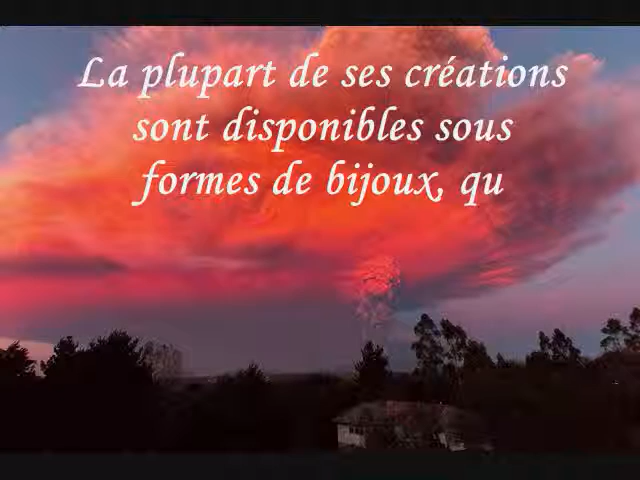 La plupart de ses créations
sont disponibles sous
formes de bijoux, qu